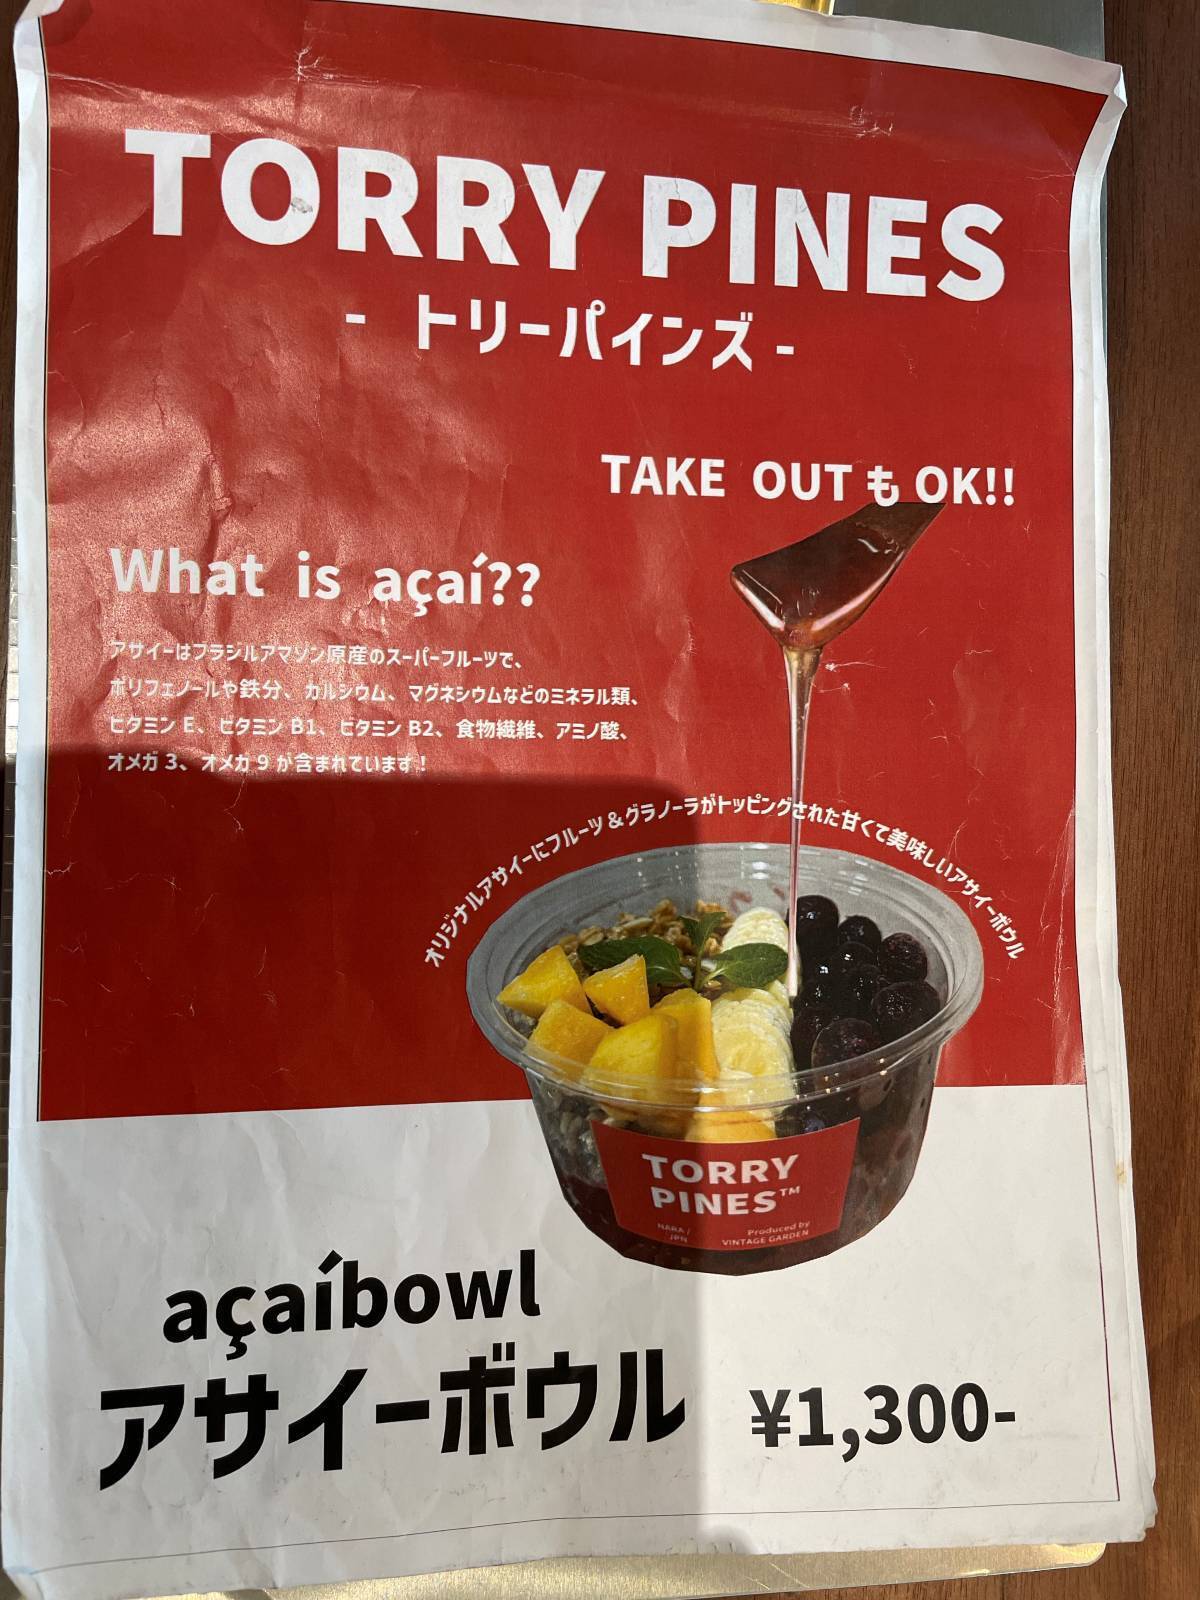 TORRY PINES
- トリーパインズ -
TAKE OUT も OK!!
What is açaí??
アサイーはブラジルアマゾン原産のスーパーフルーツで、
ポリフェノールや鉄分、カルシウム、マグネシウムなどのミネラル類、
ビタミン E、ビタミン B1、ビタミン B2、食物繊維、アミノ酸、
オメガ 3、オメガ 9 が含まれています！
オリジナルアサイーにフルーツ＆グラノーラがトッピングされた甘くて美味しいアサイーボウル
TORRY
PINES™
NARA /
JPN
Produced by
VINTAGE GARDEN
açaíbowl
アサイーボウル
¥1,300-